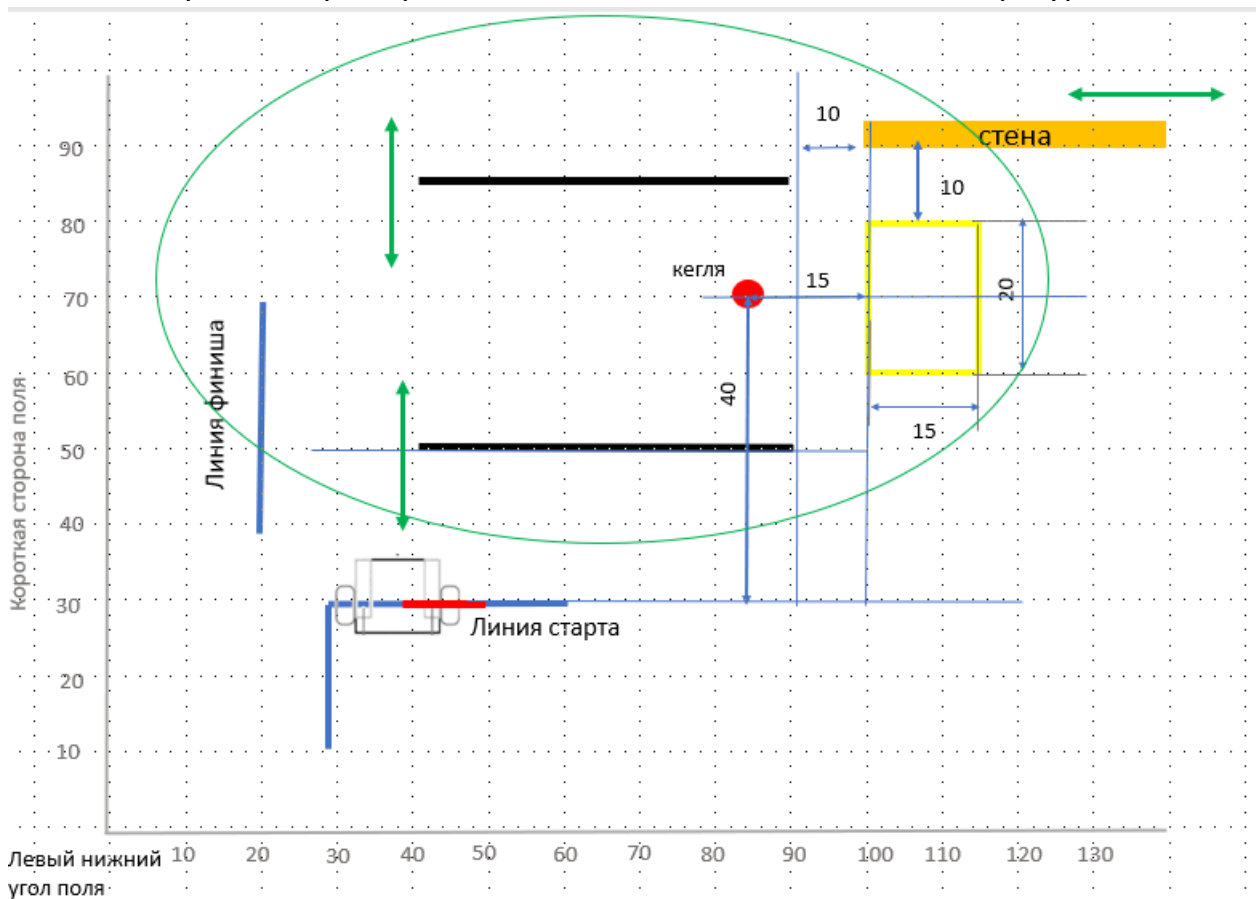 10
стена
90
10
80
кегля
15
20
70
60
40
Линия финиша
15
50
Короткая сторона поля
40
30
Линия старта
20
10
Левый нижний
угол поля
10 20 30 40 50 60 70 80 90 100 110 120 130